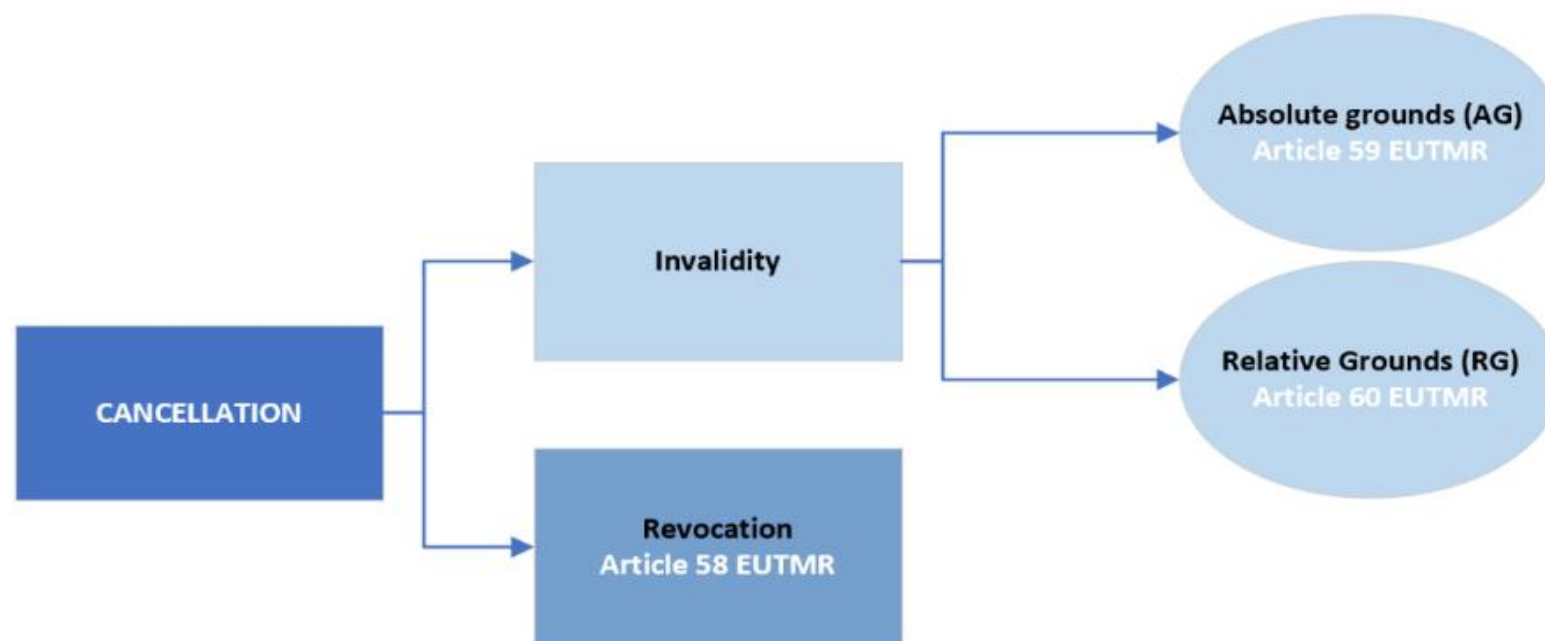 Absolute grounds (AG)
Article 59 EUTMR
Invalidity
Relative Grounds (RG)
Article 60 EUTMR
CANCELLATION
Revocation
Article 58 EUTMR